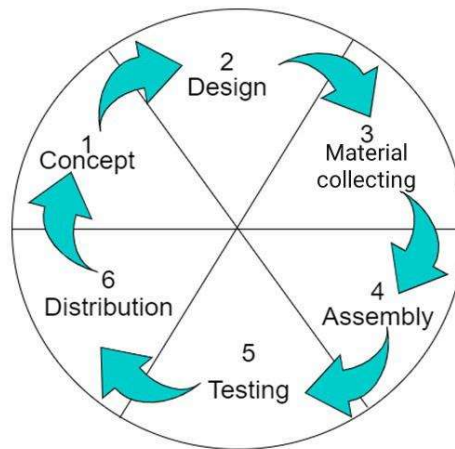 1
Concept
2
Design
3
Material
collecting
4
Assembly
5
Testing
6
Distribution